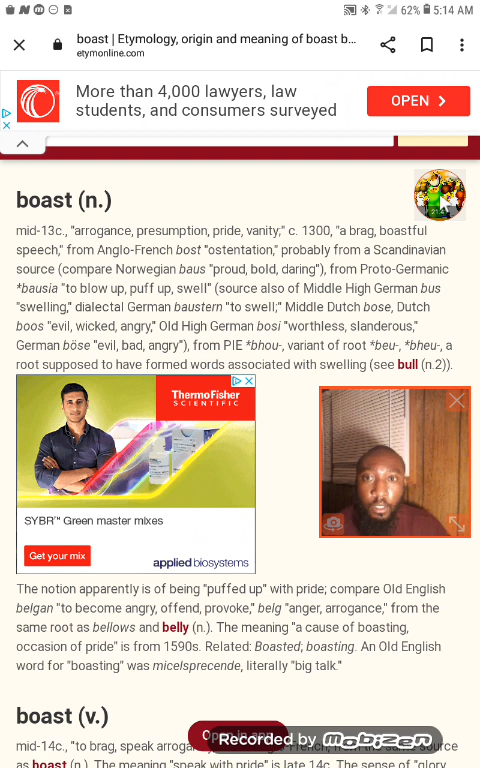 62% 5:14 AM
boast | Etymology, origin and meaning of boast b...
etymonline.com
More than 4,000 lawyers, law
students, and consumers surveyed
OPEN
boast (n.)
mid-13c., "arrogance, presumption, pride, vanity;" c. 1300, "a brag, boastful
speech," from Anglo-French bost "ostentation," probably from a Scandinavian
source (compare Norwegian baus "proud, bold, daring"), from Proto-Germanic
*bausia "to blow up, puff up, swell" (source also of Middle High German bus
"swelling," dialectal German baustern "to swell;" Middle Dutch bose, Dutch
boos "evil, wicked, angry," Old High German bosi "worthless, slanderous,"
German böse "evil, bad, angry"), from PIE *bhou-, variant of root *beu-, *bheu-, a
root supposed to have formed words associated with swelling (see bull (n.2)).
ThermoFisher
SCIENTIFIC
SYBR™ Green master mixes
Get your mix
applied biosystems
The notion apparently is of being "puffed up" with pride; compare Old English
belgan "to become angry, offend, provoke," belg "anger, arrogance," from the
same root as bellows and belly (n.). The meaning "a cause of boasting,
occasion of pride" is from 1590s. Related: Boasted; boasting. An Old English
word for "boasting" was micelsprecende, literally "big talk."
boast (v.)
Recorded by Mobizen
mid-14c., "to brag, speak
boast (n.). The meaning "speak with pride" is late 14c. The sense of "glory